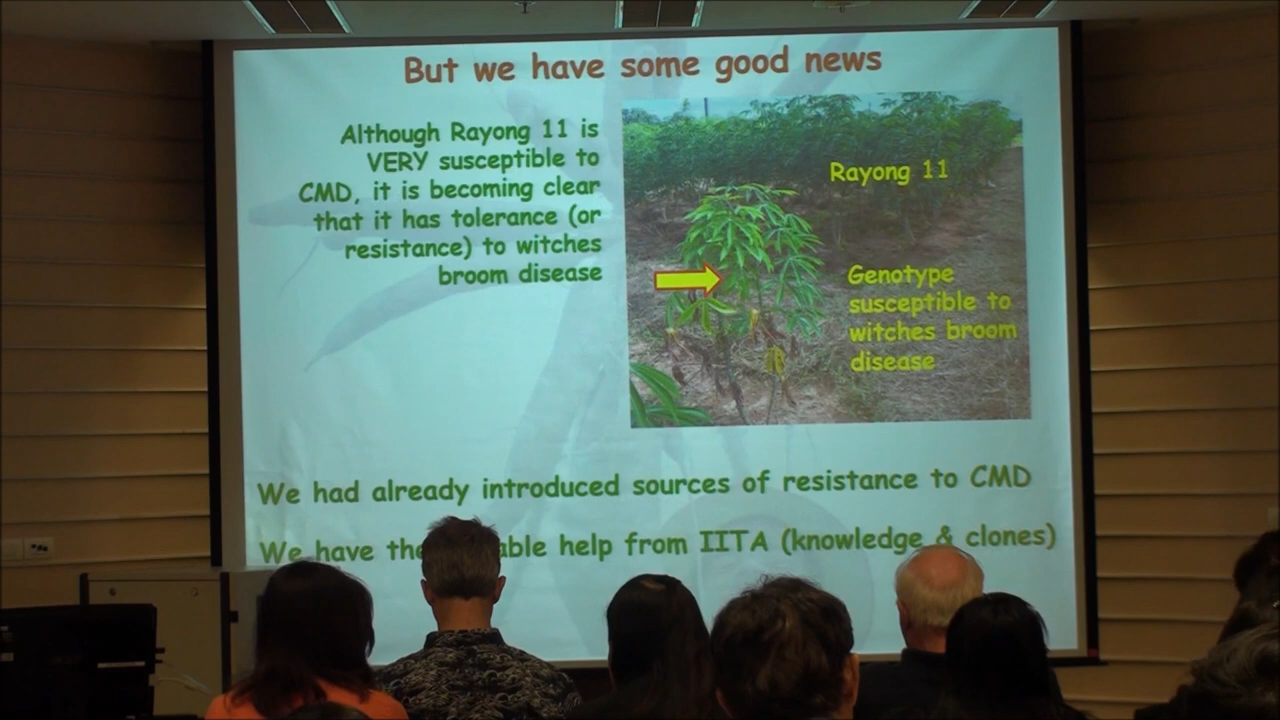 But we have some good news
Although Rayong 11 is
VERY susceptible to
CMD, it is becoming clear
that it has tolerance (or
resistance) to witches
broom disease
Rayong 11
Genotype
susceptible to
witches broom
disease
We had already introduced sources of resistance to CMD
We have the able help from IITA (knowledge & clones)